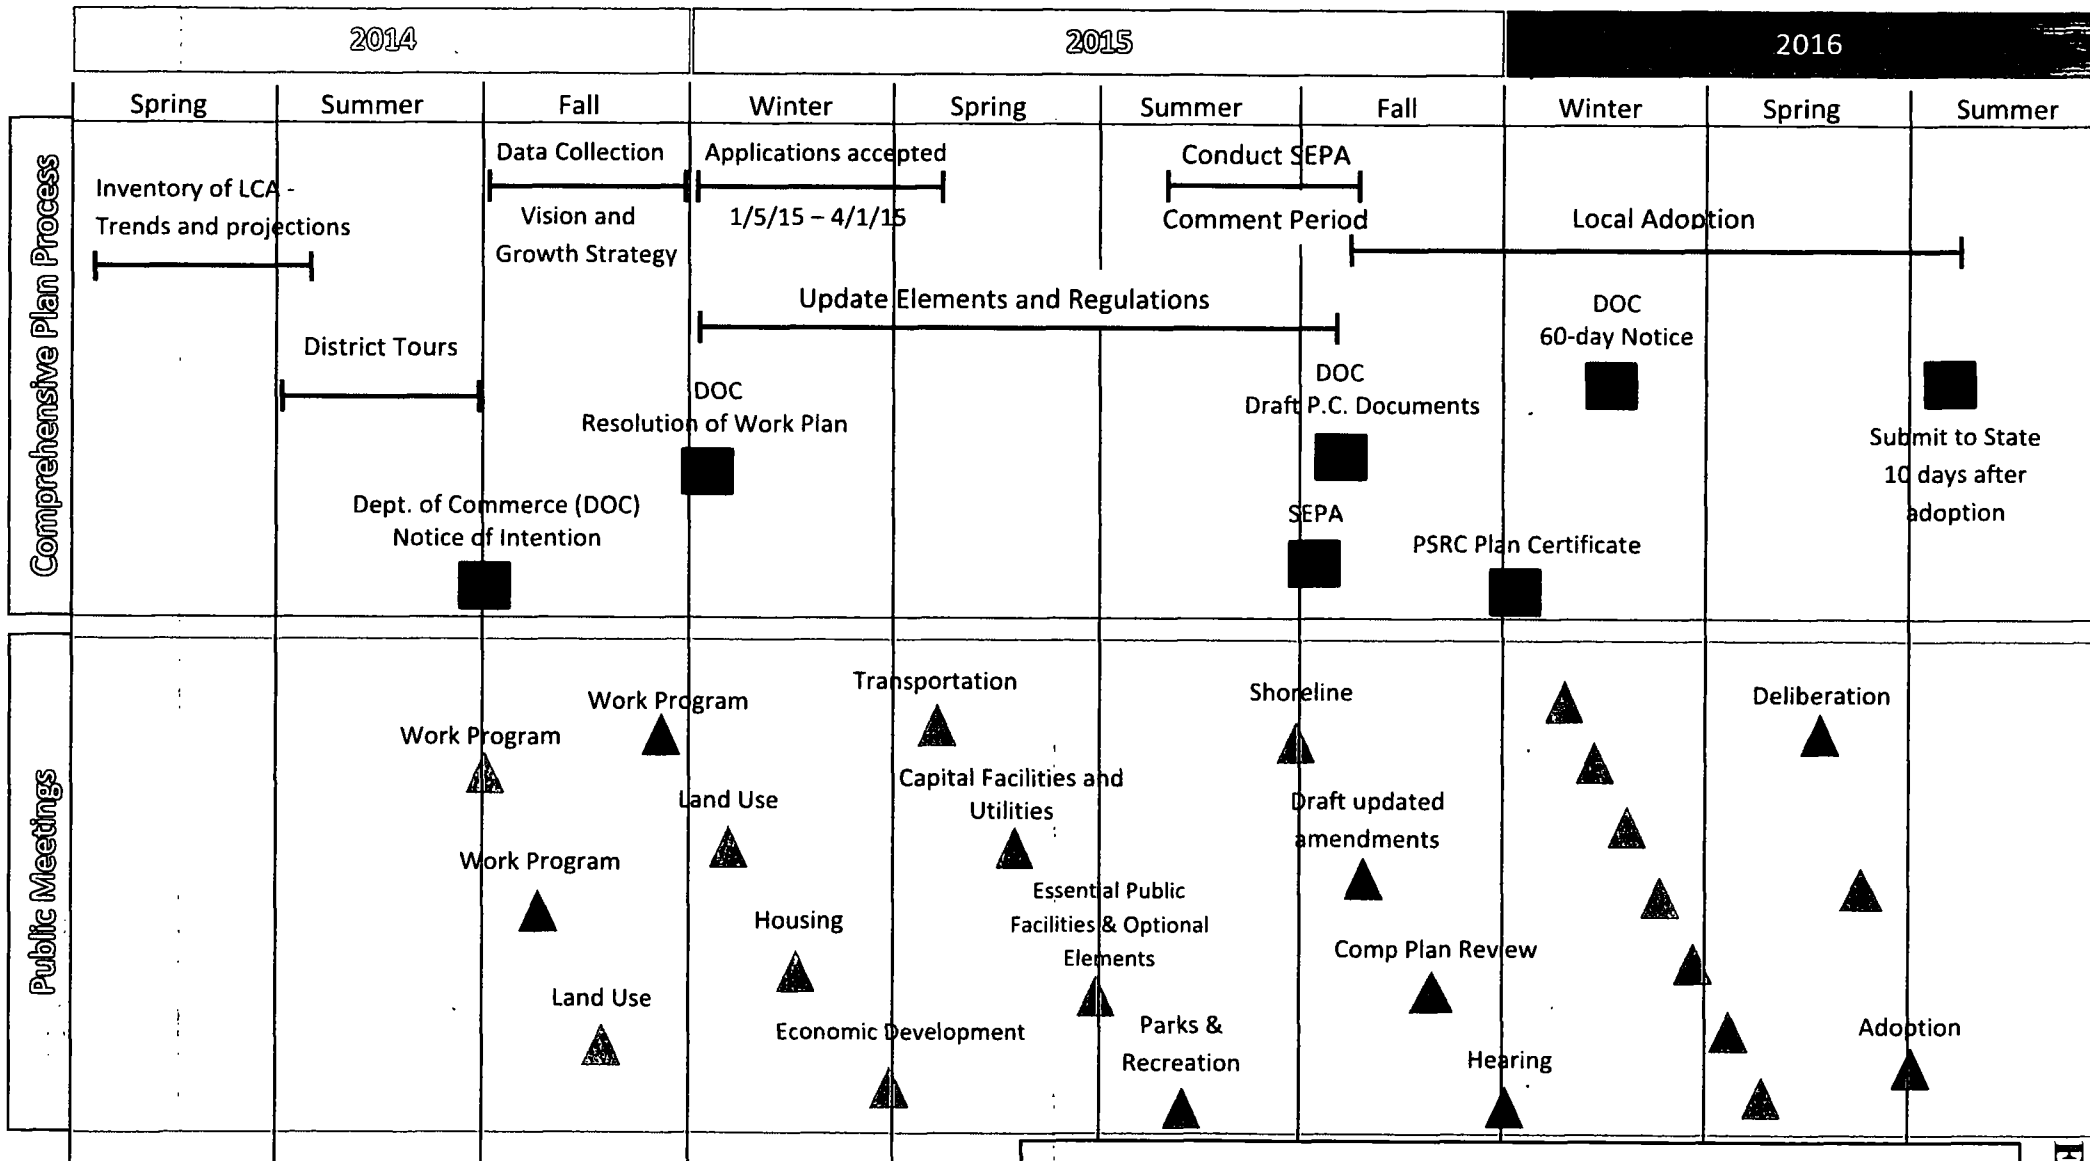 2014
2015
2016
Spring
Summer
Fall
Winter
Spring
Summer
Fall
Winter
Spring
Summer
Comprehensive Plan Process
Inventory of LCA -
Trends and projections
District Tours
Data Collection
Vision and
Growth Strategy
Dept. of Commerce (DOC)
Notice of Intention
Applications accepted
1/5/15 – 4/1/15
Update Elements and Regulations
DOC
Resolution of Work Plan
Conduct SEPA
Comment Period
DOC
Draft P.C. Documents
SEPA
Local Adoption
DOC
60-day Notice
PSRC Plan Certificate
Submit to State
10 days after
adoption
Public Meetings
Work Program
Work Program
Work Program
Land Use
Land Use
Housing
Economic Development
Transportation
Capital Facilities and
Utilities
Essential Public
Facilities & Optional
Elements
Parks &
Recreation
Shoreline
Draft updated
amendments
Comp Plan Review
Hearing
Deliberation
Adoption